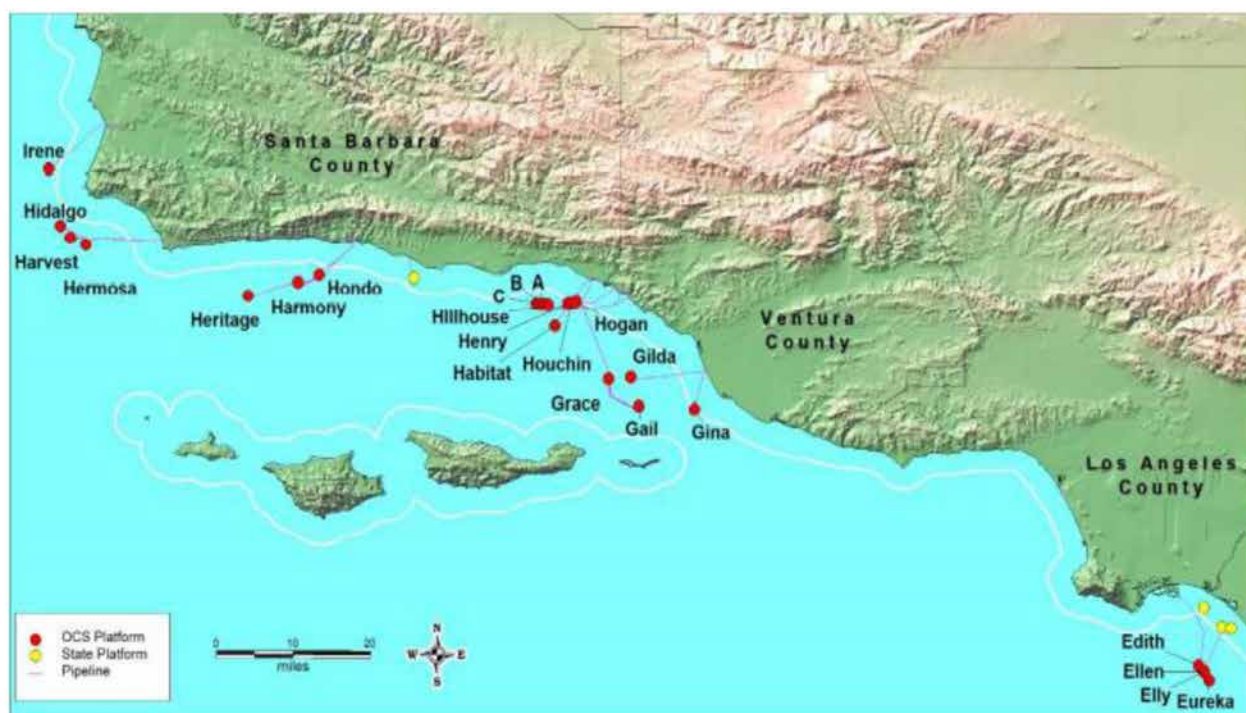 Santa Barbara
County
Irene
Hidalgo
Harvest
Hermosa
Heritage
Harmony
Hondo
B A
C
HIllhouse
Henry
Habitat
Houchin
Hogan
Gilda
Grace
Gail
Gina
Ventura
County
Los Angeles
County
Edith
Ellen
Elly
Eureka
OCS Platform
State Platform
Pipeline
0 10 20
miles
N
W E
S